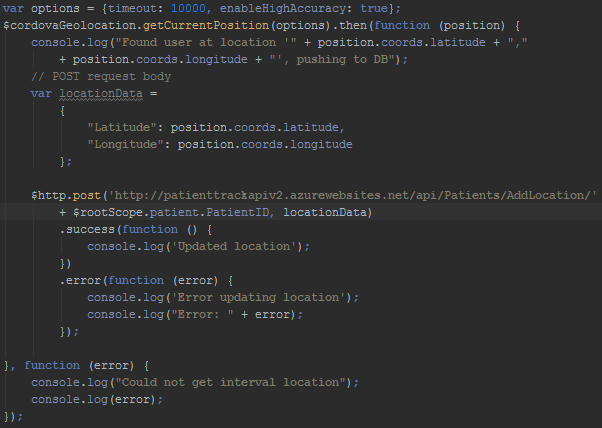 var options = {timeout: 10000, enableHighAccuracy: true};
$cordovaGeolocation.getCurrentPosition(options).then(function (position) {
    console.log("Found user at location '" + position.coords.latitude + ","
        + position.coords.longitude + "', pushing to DB");
    // POST request body
    var locationData =
        {
            "Latitude": position.coords.latitude,
            "Longitude": position.coords.longitude
        };
    $http.post('http://patienttrackapiv2.azurewebsites.net/api/Patients/AddLocation/'
        + $rootScope.patient.PatientID, locationData)
        .success(function () {
            console.log('Updated location');
        })
        .error(function (error) {
            console.log('Error updating location');
            console.log("Error: " + error);
        });
}, function (error) {
    console.log("Could not get interval location");
    console.log(error);
});